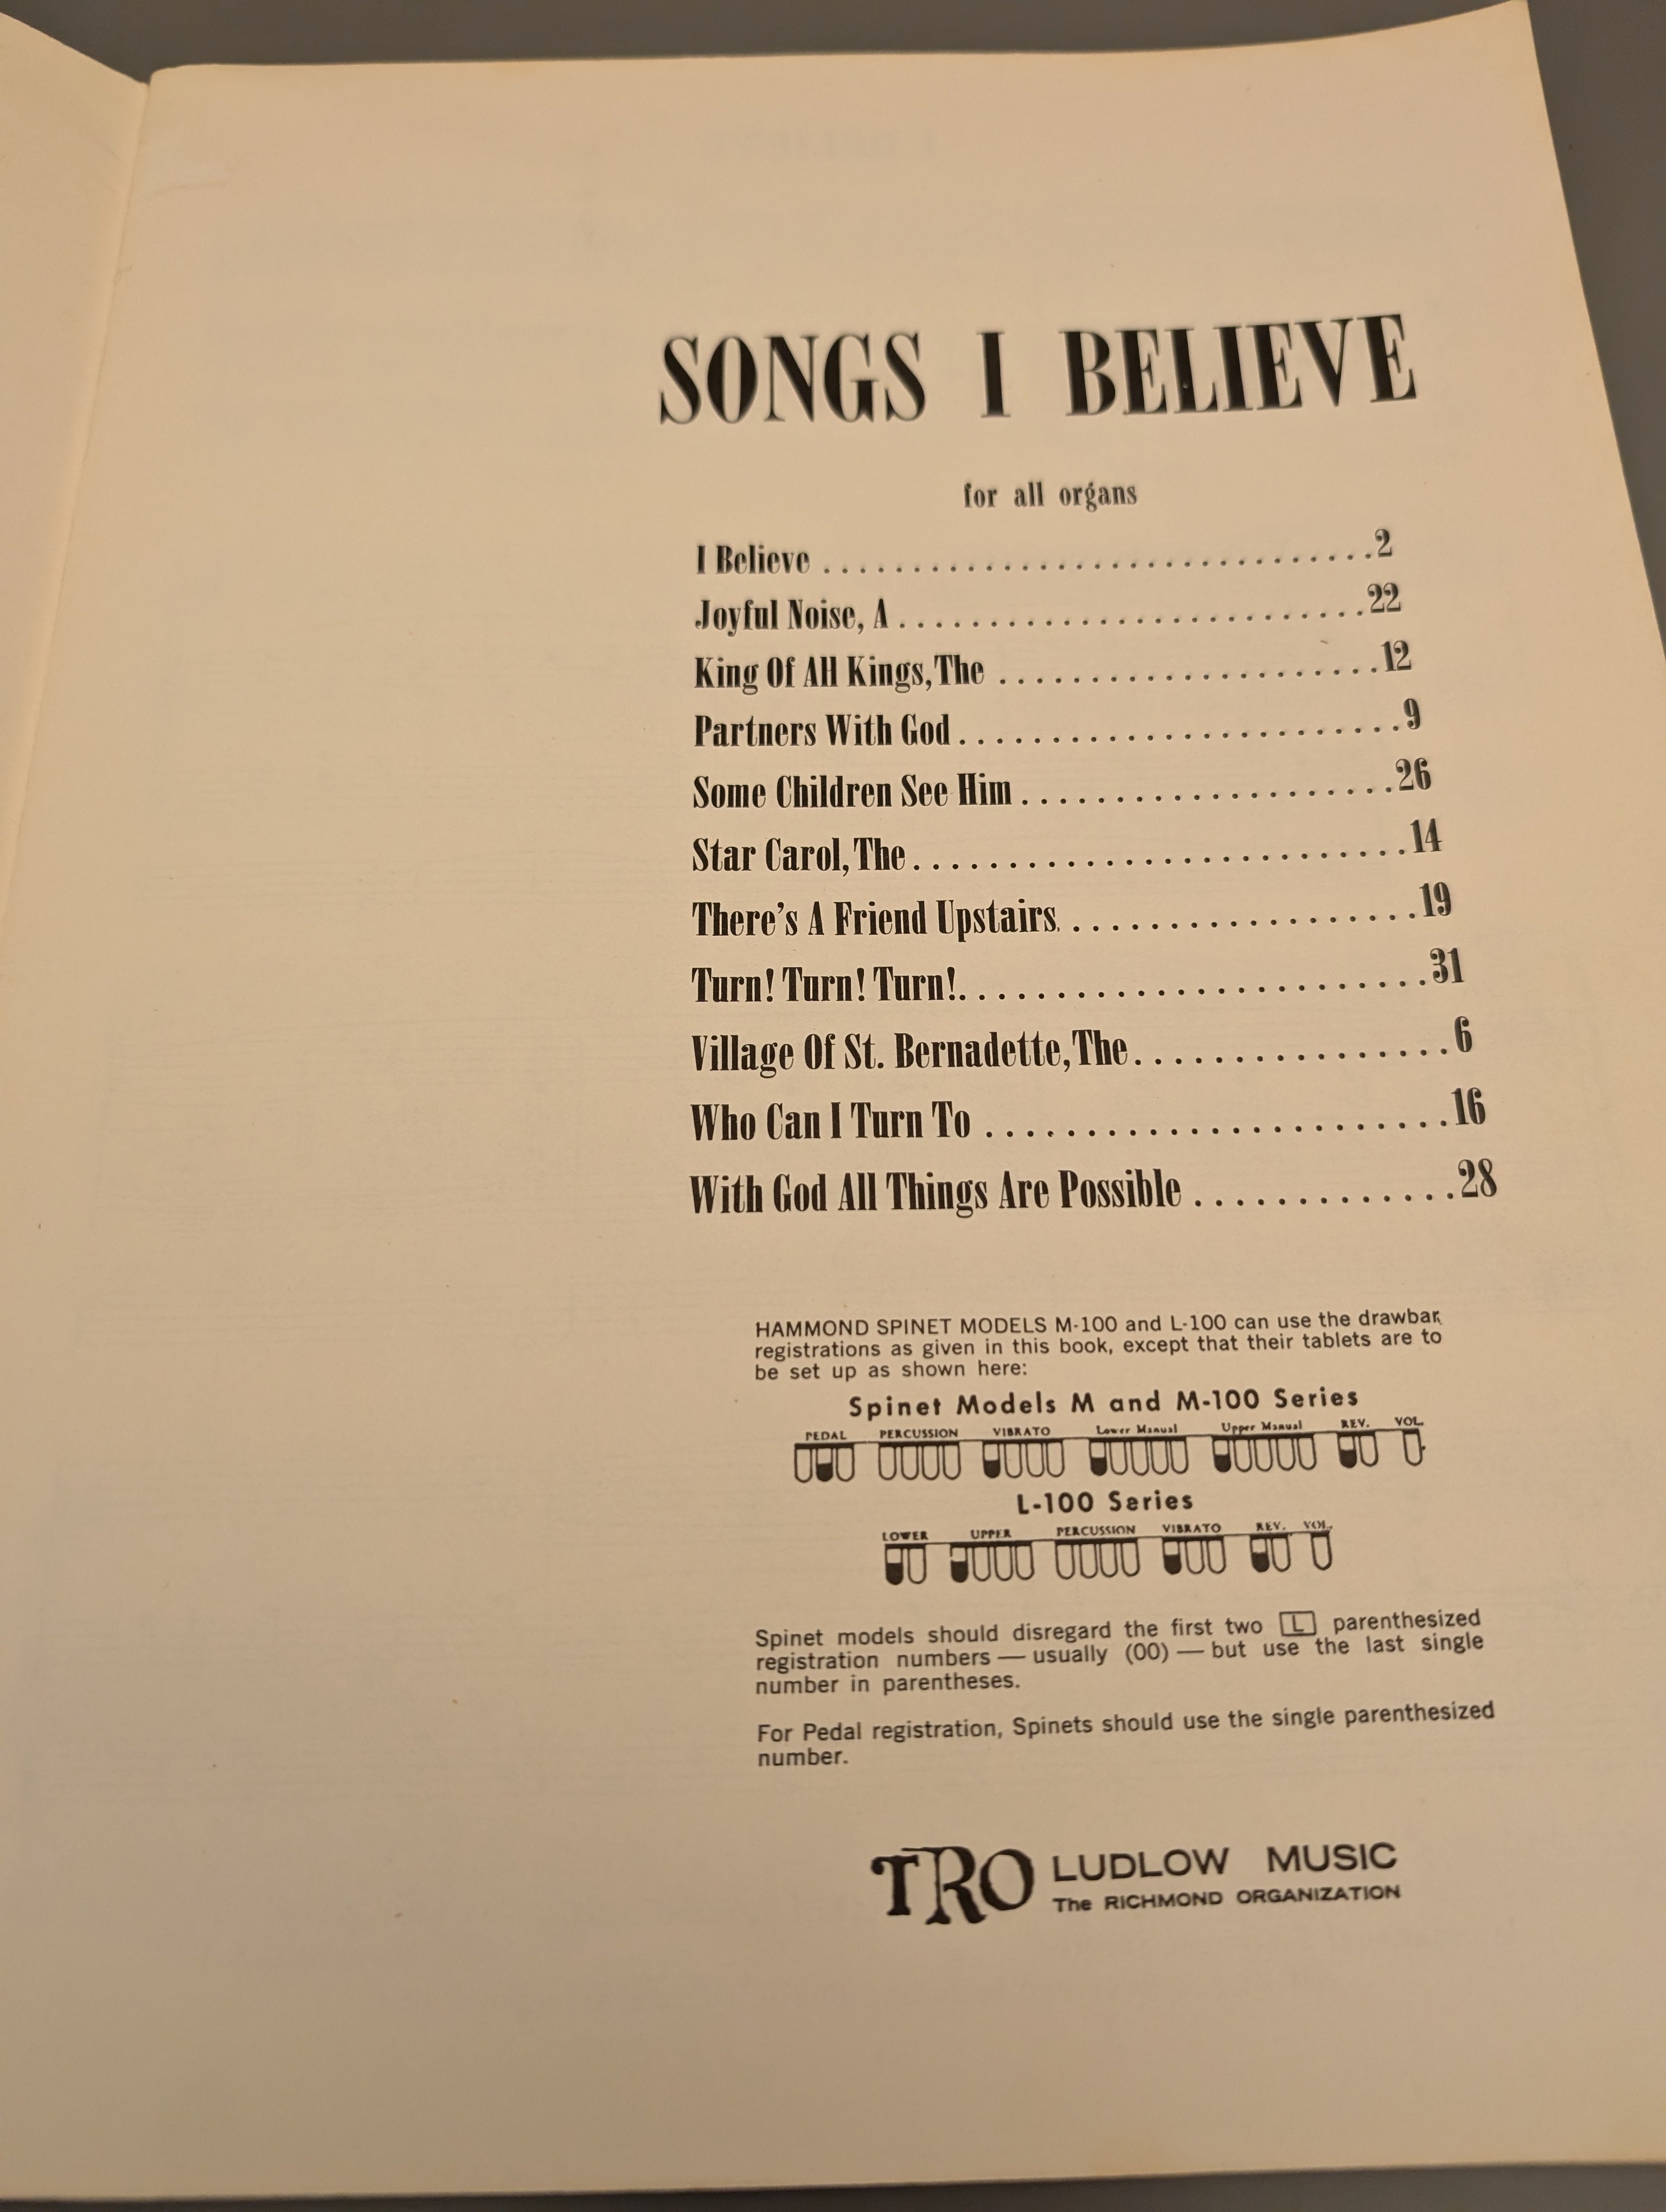 SONGS I BELIEVE
for all organs
I Believe . . . . . . . . . . . . . . . . . . . . . . . . . . . . . . . 2
Joyful Noise, A . . . . . . . . . . . . . . . . . . . . . . . . . . 22
King Of All Kings, The . . . . . . . . . . . . . . . . . . . . . 12
Partners With God . . . . . . . . . . . . . . . . . . . . . . . . 9
Some Children See Him . . . . . . . . . . . . . . . . . . . . 26
Star Carol, The . . . . . . . . . . . . . . . . . . . . . . . . . . 14
There's A Friend Upstairs . . . . . . . . . . . . . . . . . . . 19
Turn! Turn! Turn! . . . . . . . . . . . . . . . . . . . . . . . . . 31
Village Of St. Bernadette, The . . . . . . . . . . . . . . . . 6
Who Can I Turn To . . . . . . . . . . . . . . . . . . . . . . . . 16
With God All Things Are Possible . . . . . . . . . . . . . 28
HAMMOND SPINET MODELS M-100 and L-100 can use the drawbar
registrations as given in this book, except that their tablets are to
be set up as shown here:
Spinet Models M and M-100 Series
PEDAL PERCUSSION VIBRATO Lower Manual Upper Manual REV. VOL.
L-100 Series
LOWER UPPER PERCUSSION VIBRATO REV. VOL.
Spinet models should disregard the first two L parenthesized
registration numbers — usually (00) — but use the last single
number in parentheses.
For Pedal registration, Spinets should use the single parenthesized
number.
TRO LUDLOW MUSIC
The RICHMOND ORGANIZATION